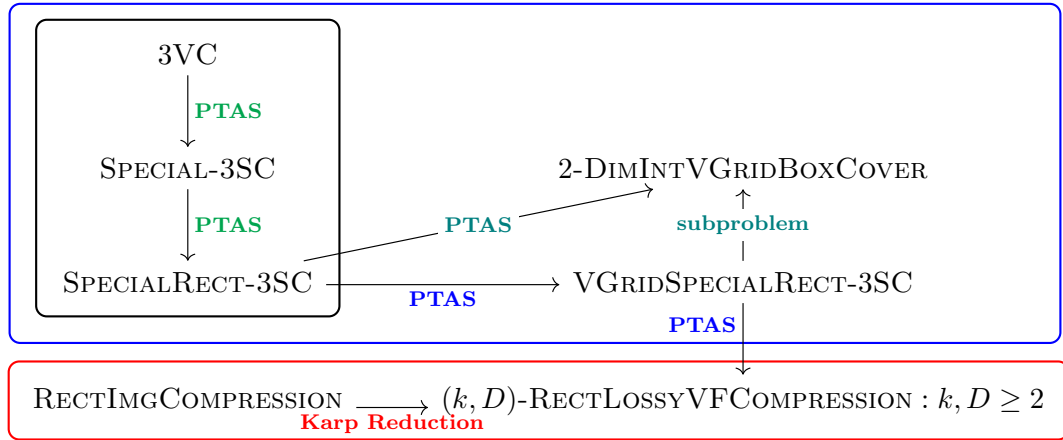 3VC
PTAS
SPECIAL-3SC
2-DIMINTVGRIDBOXCOVER
PTAS
PTAS
subproblem
SPECIALRECT-3SC
VGRIDSPECIALRECT-3SC
PTAS
PTAS
RECTIMGCOMPRESSION
(k, D)-RECTLOSSYVFCOMPRESSION : k, D ≥ 2
Karp Reduction